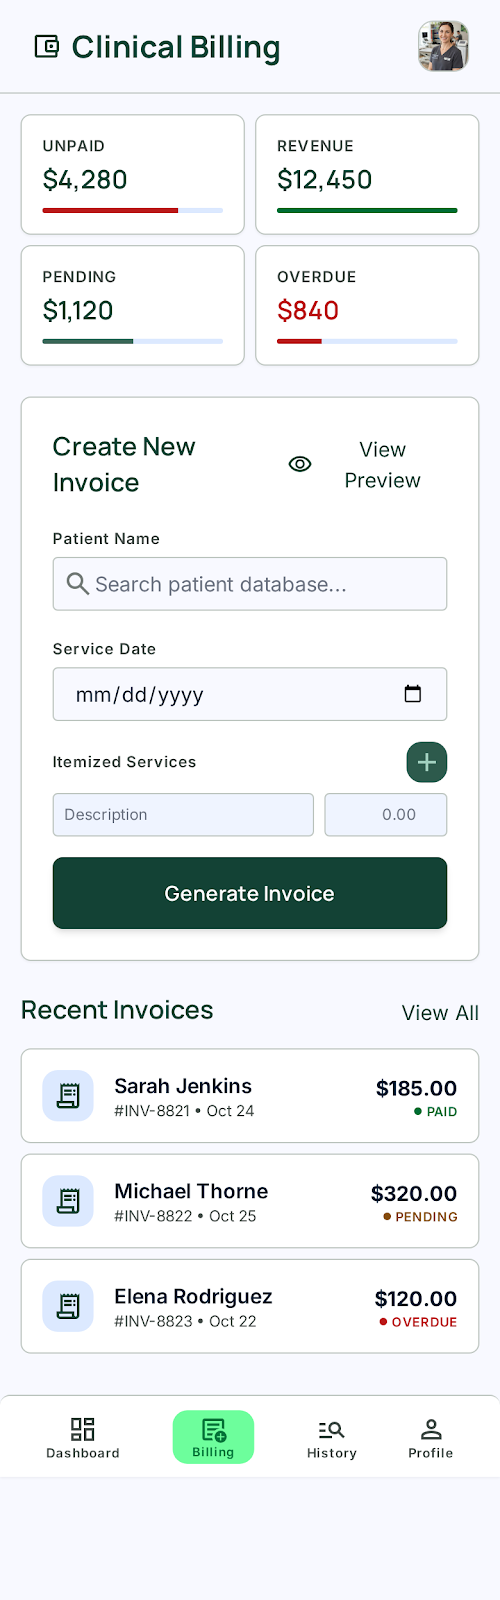 Clinical Billing
UNPAID
$4,280
REVENUE
$12,450
PENDING
$1,120
OVERDUE
$840
Create New
Invoice
View
Preview
Patient Name
Search patient database...
Service Date
mm/dd/yyyy
Itemized Services
Description
0.00
Generate Invoice
Recent Invoices
View All
Sarah Jenkins
#INV-8821 • Oct 24
$185.00
• PAID
Michael Thorne
#INV-8822 • Oct 25
$320.00
• PENDING
Elena Rodriguez
#INV-8823 • Oct 22
$120.00
• OVERDUE
Dashboard
Billing
History
Profile